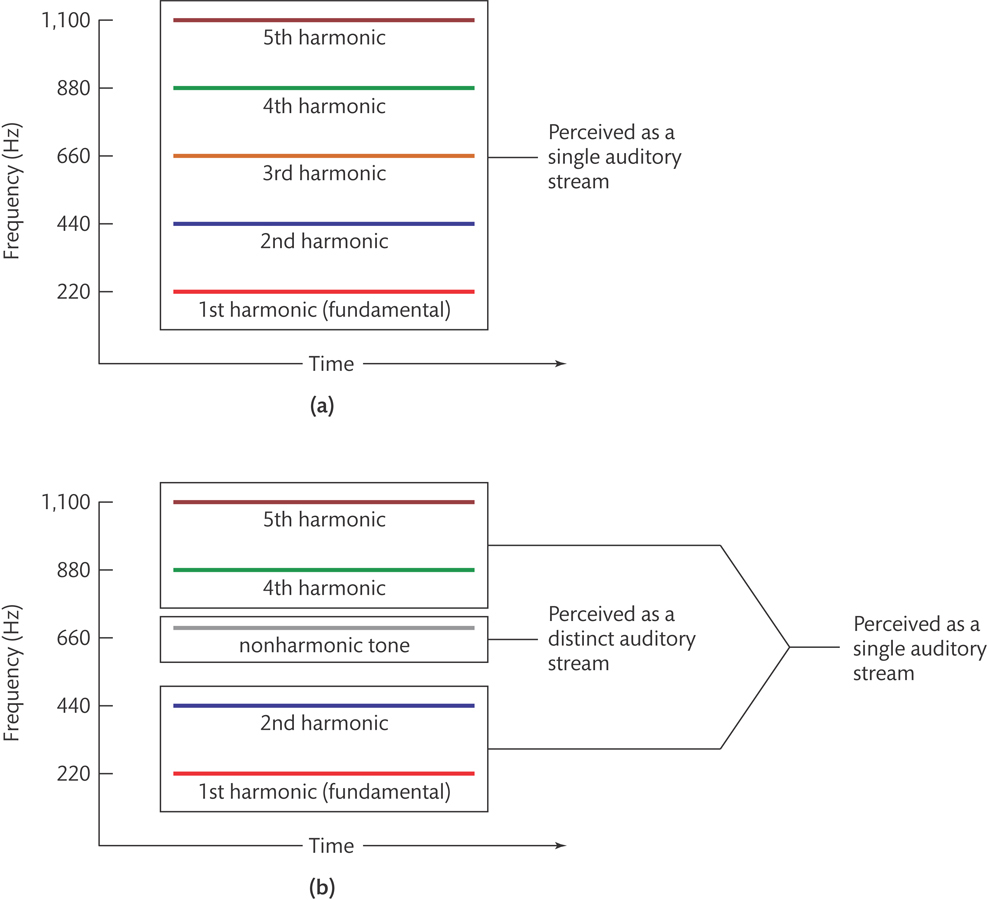 1,100
5th harmonic
880
4th harmonic
Perceived as a
single auditory
stream
660
3rd harmonic
Frequency (Hz)
440
2nd harmonic
220
1st harmonic (fundamental)
Time
(a)
1,100
5th harmonic
880
4th harmonic
Perceived as a
distinct auditory
stream
Perceived as a
single auditory
stream
660
nonharmonic tone
Frequency (Hz)
440
2nd harmonic
220
1st harmonic (fundamental)
Time
(b)